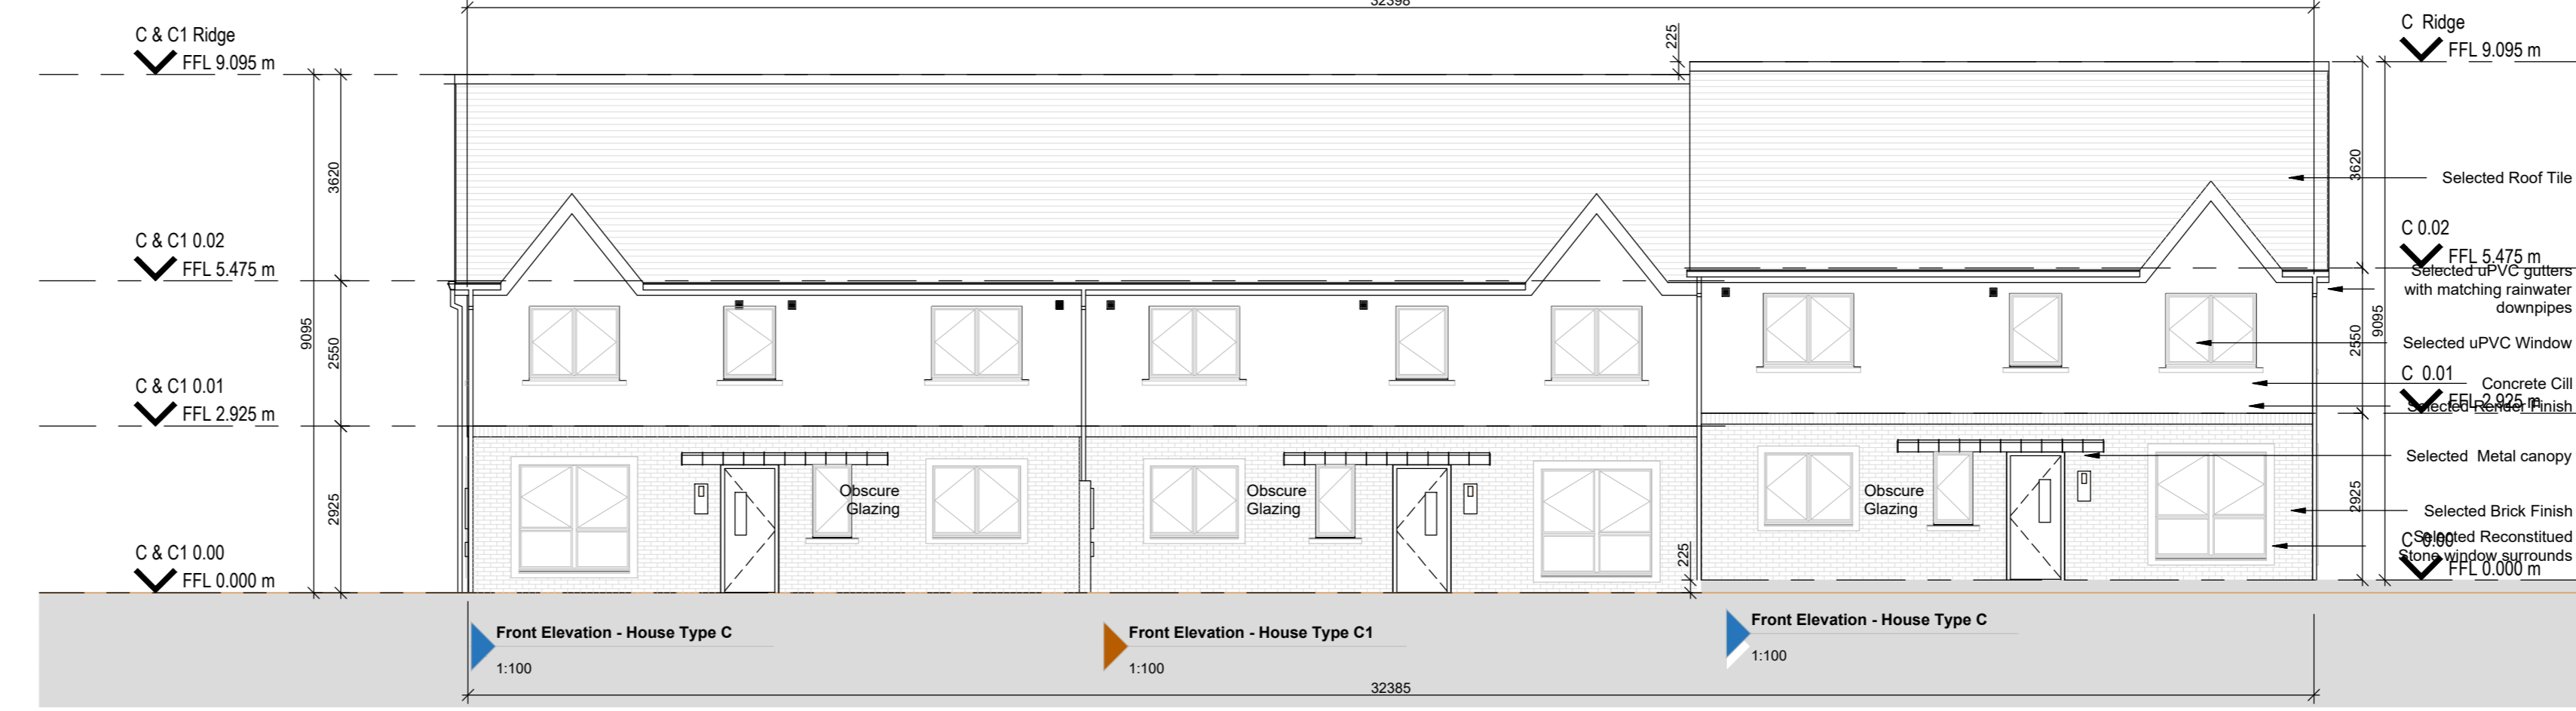 32398
C & C1 Ridge
FFL 9.095 m
C & C1 0.02
FFL 5.475 m
C & C1 0.01
FFL 2.925 m
C & C1 0.00
FFL 0.000 m
9095
3620
2550
2925
225
225
Obscure
Glazing
Obscure
Glazing
Obscure
Glazing
C Ridge
FFL 9.095 m
3620
Selected Roof Tile
C 0.02
FFL 5.475 m
Selected uPVC gutters
with matching rainwater
downpipes
2550
9095
Selected uPVC Window
C 0.01
FFL 2.925 m
Concrete Cill
Selected Render Finish
Selected Metal canopy
2925
Selected Brick Finish
Selected Reconstitued
Stone window surrounds
C 0.00
FFL 0.000 m
Front Elevation - House Type C
1:100
Front Elevation - House Type C1
1:100
Front Elevation - House Type C
1:100
32385